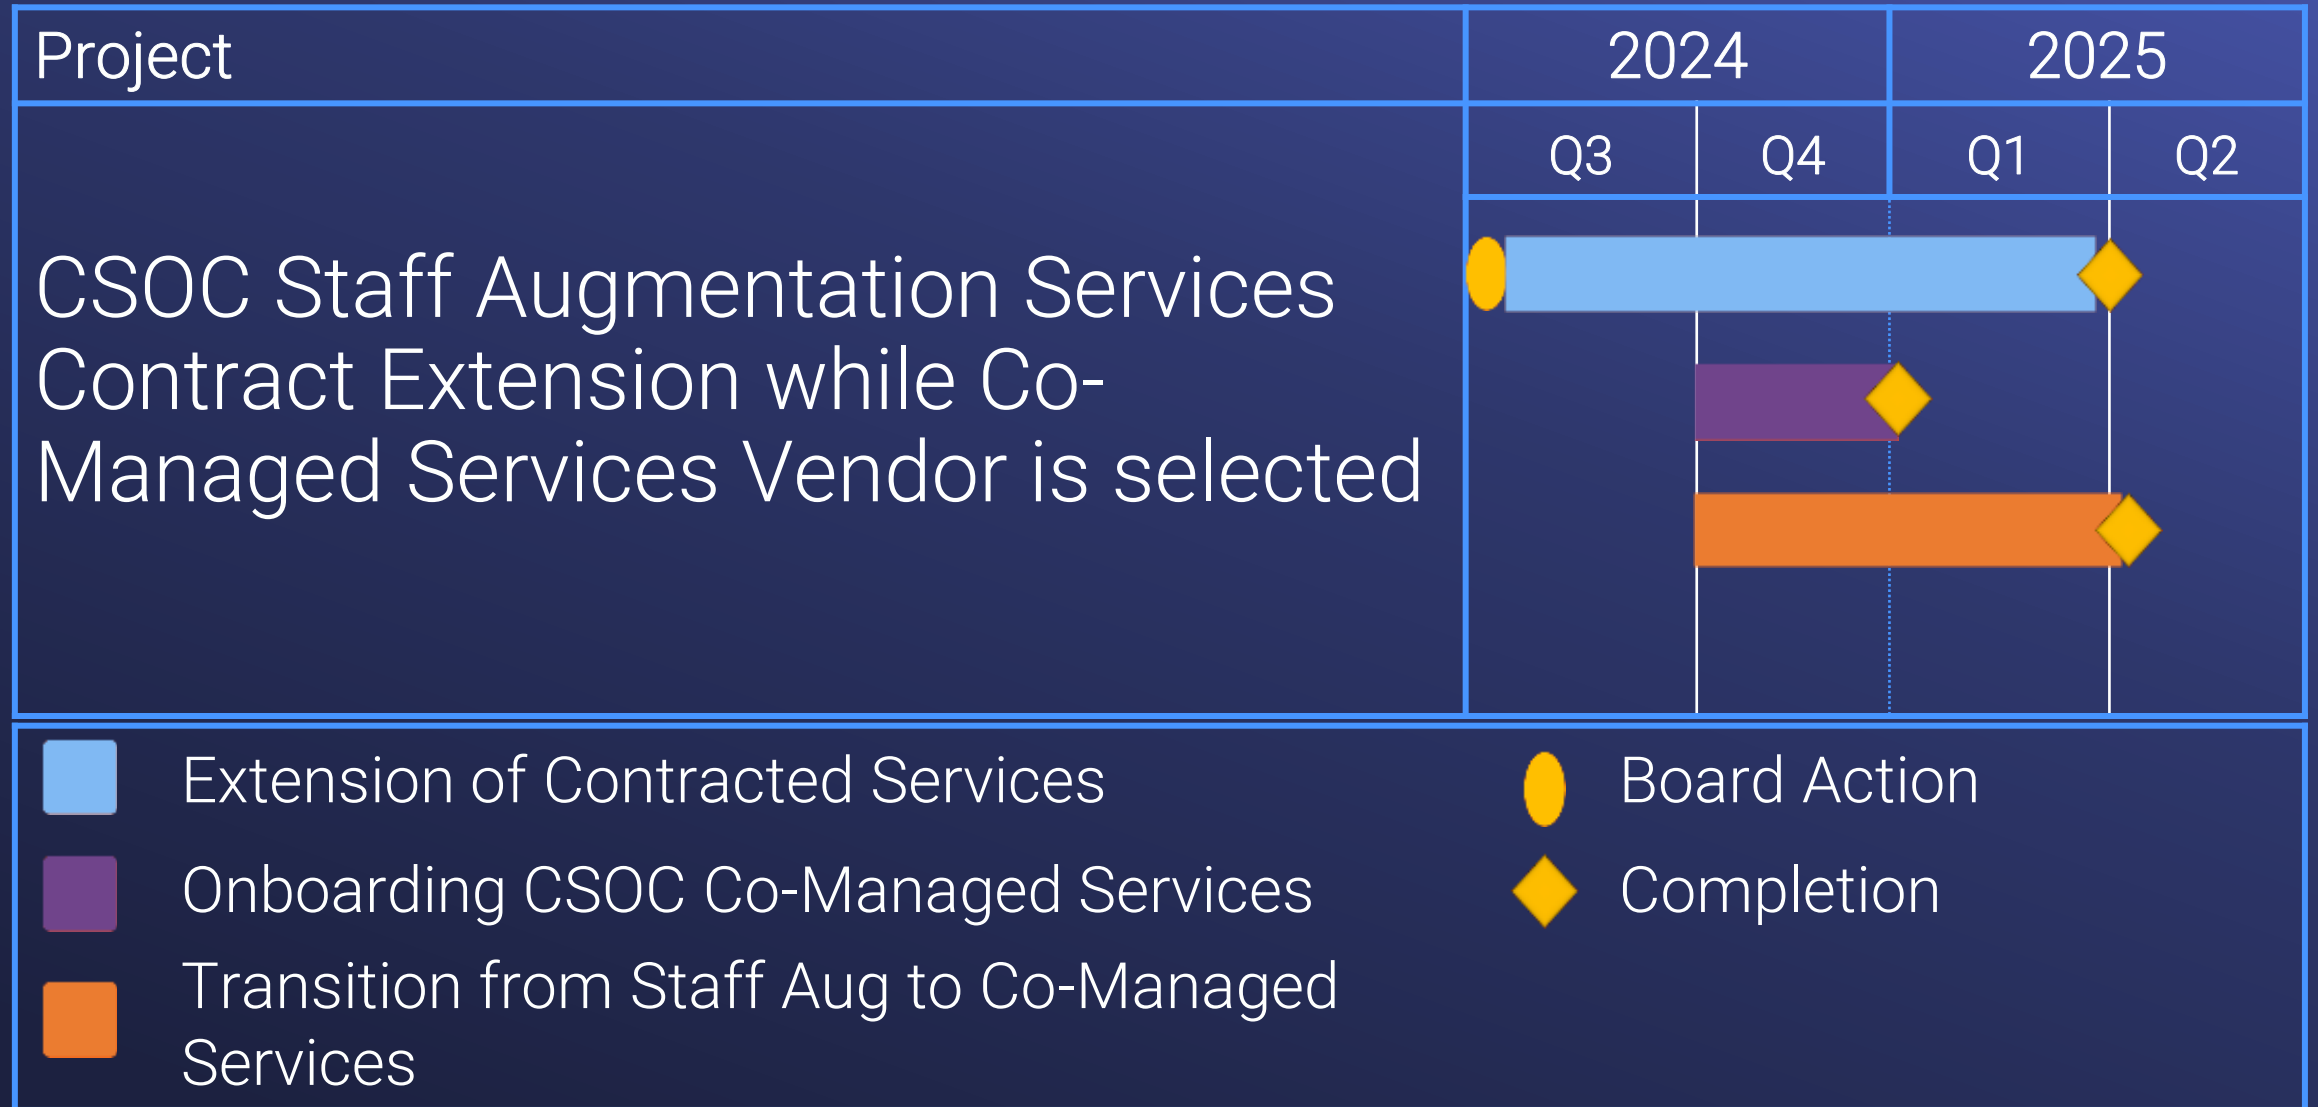 Project
2024
2025
Q3
Q4
Q1
Q2
CSOC Staff Augmentation Services
Contract Extension while Co-
Managed Services Vendor is selected
Extension of Contracted Services
Board Action
Onboarding CSOC Co-Managed Services
Completion
Transition from Staff Aug to Co-Managed
Services